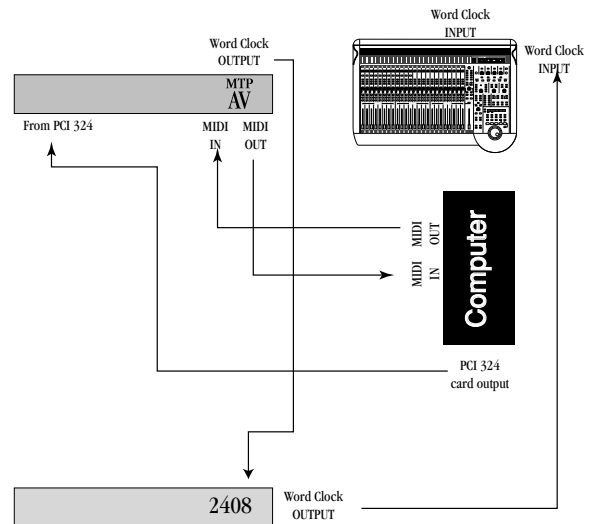 Word Clock
INPUT
Word Clock
OUTPUT
Word Clock
INPUT
MTP
AV
From PCI 324
MIDI
IN
MIDI
OUT
MIDI
OUT
MIDI
IN
Computer
PCI 324
card output
2408
Word Clock
OUTPUT